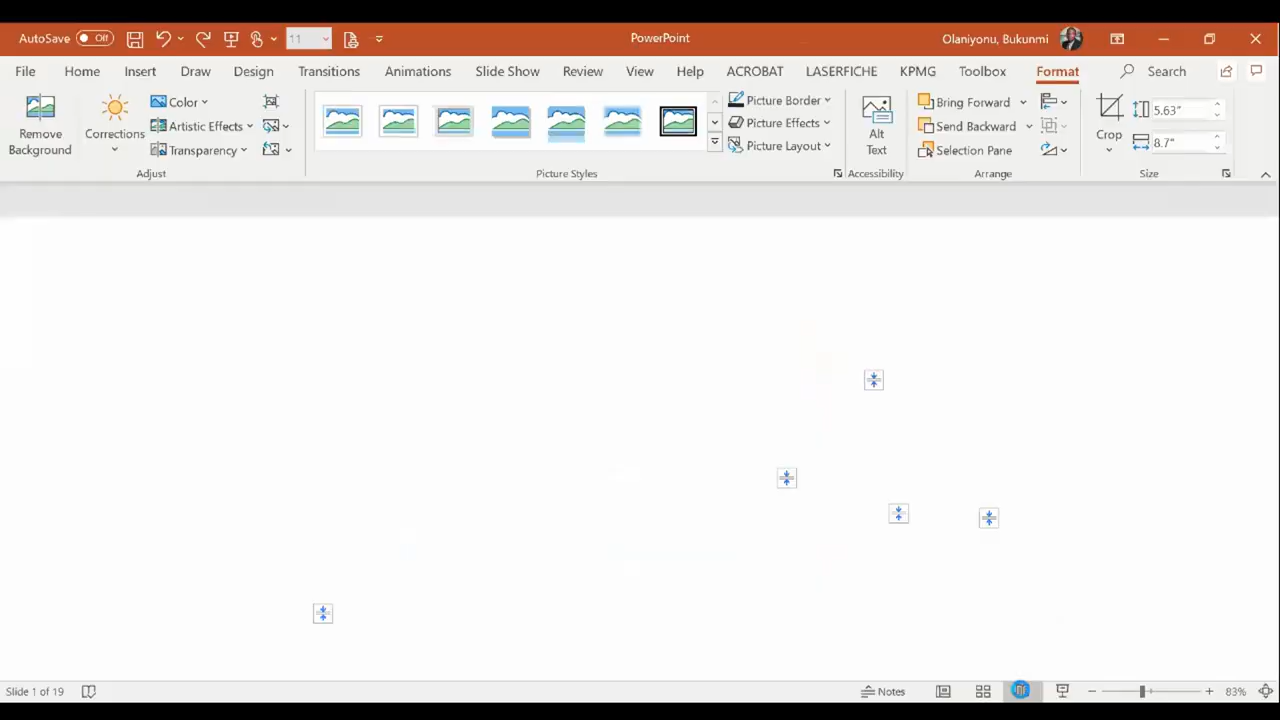 AutoSave Off 11 PowerPoint Olaniyonu, Bukunmi
File Home Insert Draw Design Transitions Animations Slide Show Review View Help ACROBAT LASERFICHE KPMG Toolbox Format Search
Remove Background
Corrections
Color
Artistic Effects
Transparency
Adjust
Picture Styles
Picture Border
Picture Effects
Picture Layout
Alt Text
Accessibility
Bring Forward
Send Backward
Selection Pane
Arrange
Crop
5.63"
8.7"
Size
Slide 1 of 19 Notes 83%